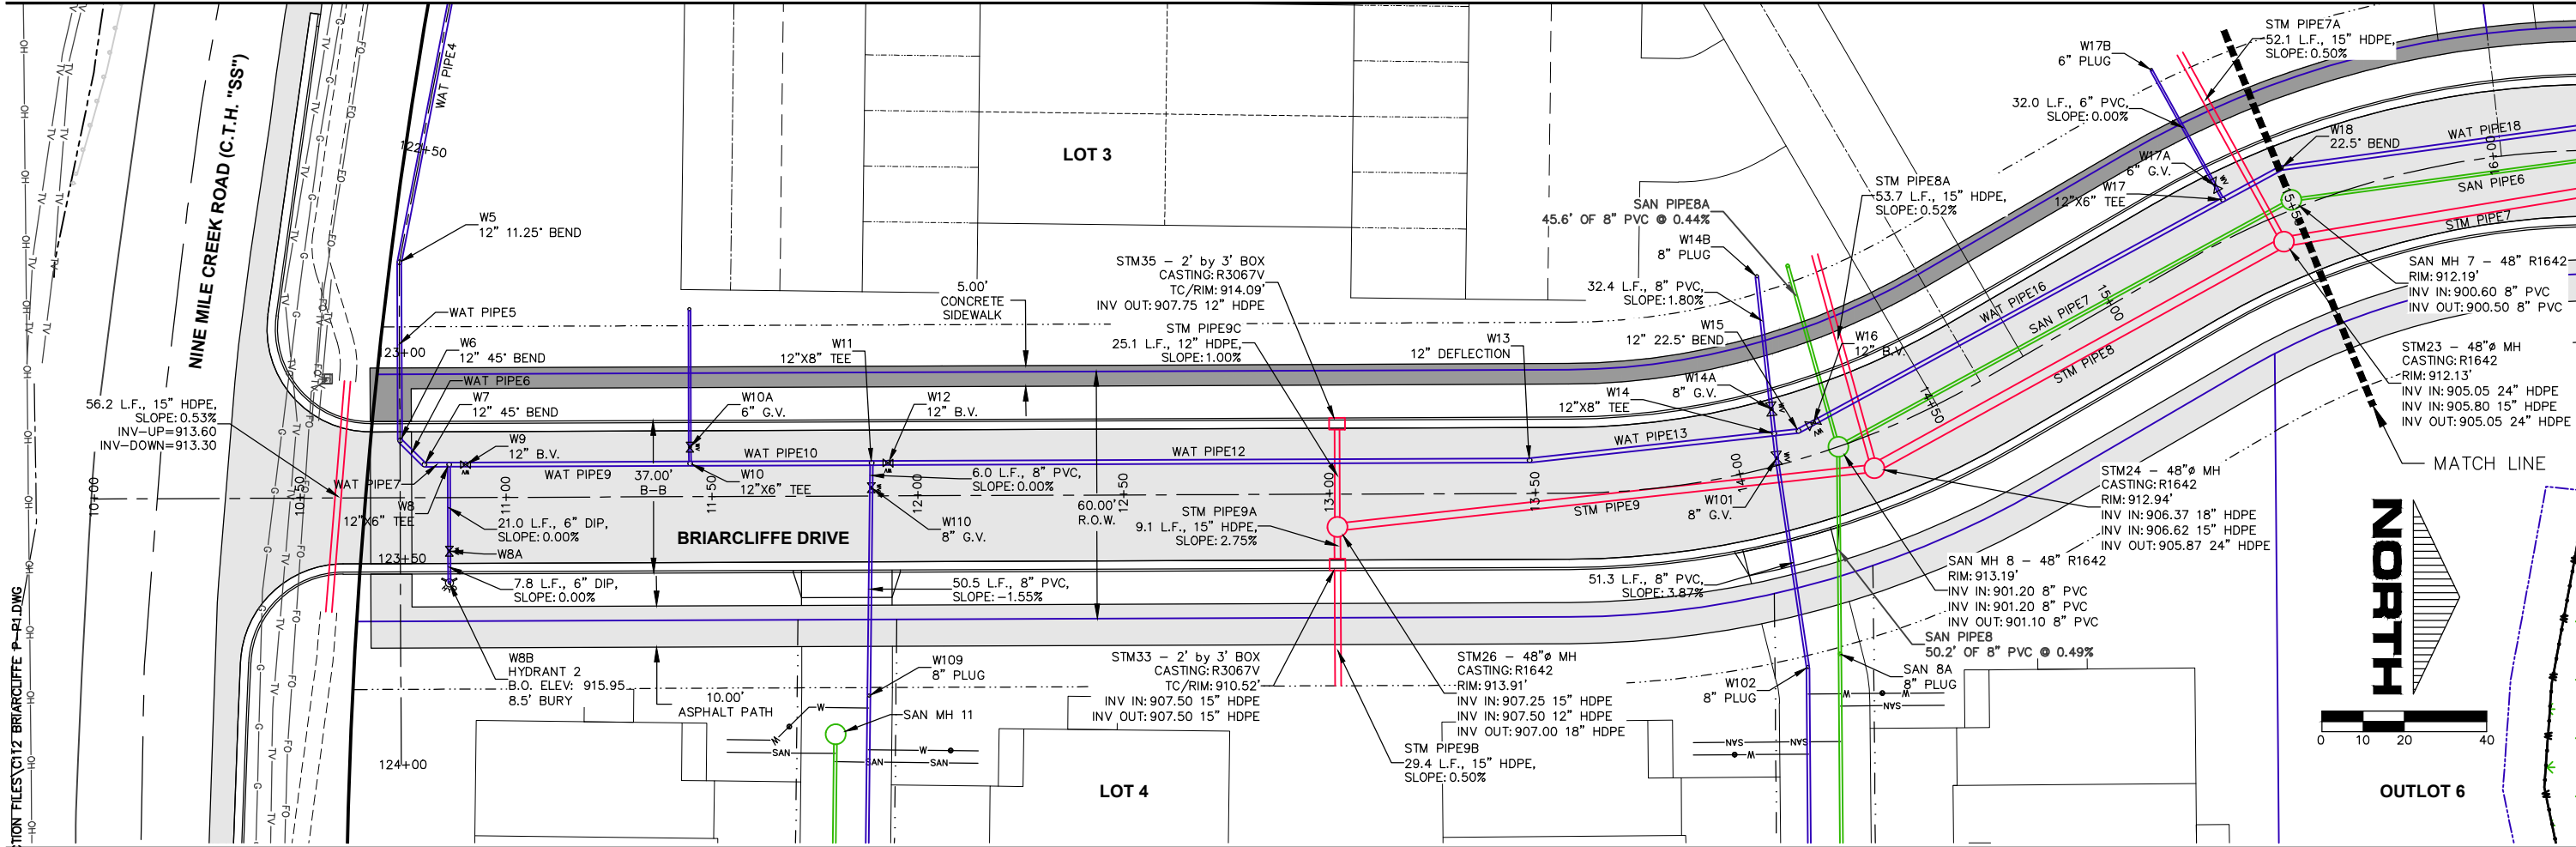 NINE MILE CREEK ROAD (C.T.H. "SS")
WAT PIPE4
122+50
W5
12" 11.25° BEND
WAT PIPE5
123+00
W6
12" 45° BEND
WAT PIPE6
W7
12" 45° BEND
56.2 L.F., 15" HDPE,
SLOPE: 0.53%
INV-UP=913.60
INV-DOWN=913.30
W9
12" B.V.
WAT PIPE7
WAT PIPE9
W8
12"X6" TEE
21.0 L.F., 6" DIP,
SLOPE: 0.00%
W8A
7.8 L.F., 6" DIP,
SLOPE: 0.00%
W8B
HYDRANT 2
B.O. ELEV: 915.95
8.5' BURY
123+50
124+00
10+00
10+50
11+00
11+50
12+00
12+50
13+00
13+50
14+00
14+50
15+00
15+50
16+00
37.00'
B-B
W10A
6" G.V.
WAT PIPE10
W10
12"X6" TEE
BRIARCLIFFE DRIVE
10.00'
ASPHALT PATH
W11
12"X8" TEE
W12
12" B.V.
WAT PIPE12
6.0 L.F., 8" PVC,
SLOPE: 0.00%
W110
8" G.V.
50.5 L.F., 8" PVC,
SLOPE: -1.55%
W109
8" PLUG
SAN MH 11
W
W
W
SAN
SAN
SAN
5.00'
CONCRETE
SIDEWALK
60.00'
R.O.W.
LOT 3
LOT 4
STM35 - 2' by 3' BOX
CASTING: R3067V
TC/RIM: 914.09'
INV OUT: 907.75 12" HDPE
STM PIPE9C
25.1 L.F., 12" HDPE,
SLOPE: 1.00%
STM PIPE9A
9.1 L.F., 15" HDPE,
SLOPE: 2.75%
STM33 - 2' by 3' BOX
CASTING: R3067V
TC/RIM: 910.52'
INV IN: 907.50 15" HDPE
INV OUT: 907.50 15" HDPE
STM26 - 48"ø MH
CASTING: R1642
RIM: 913.91'
INV IN: 907.25 15" HDPE
INV IN: 907.50 12" HDPE
INV OUT: 907.00 18" HDPE
STM PIPE9B
29.4 L.F., 15" HDPE,
SLOPE: 0.50%
W13
12" DEFLECTION
WAT PIPE13
STM PIPE9
SAN PIPE8A
45.6' OF 8" PVC @ 0.44%
W14B
8" PLUG
32.4 L.F., 8" PVC,
SLOPE: 1.80%
W15
12" 22.5° BEND
W14A
8" G.V.
W14
12"X8" TEE
W16
12" B.V.
STM PIPE8A
53.7 L.F., 15" HDPE,
SLOPE: 0.52%
W101
8" G.V.
51.3 L.F., 8" PVC,
SLOPE: 3.87%
W102
8" PLUG
SAN MH 8 - 48" R1642
RIM: 913.19'
INV IN: 901.20 8" PVC
INV IN: 901.20 8" PVC
INV OUT: 901.10 8" PVC
SAN PIPE8
50.2' OF 8" PVC @ 0.49%
SAN 8A
8" PLUG
W
W
SAN
SAN
SAN
W
STM24 - 48"ø MH
CASTING: R1642
RIM: 912.94'
INV IN: 906.37 18" HDPE
INV IN: 906.62 15" HDPE
INV OUT: 905.87 24" HDPE
WAT PIPE16
SAN PIPE7
STM PIPE8
W17B
6" PLUG
32.0 L.F., 6" PVC,
SLOPE: 0.00%
W17A
6" G.V.
W17
12"X6" TEE
STM PIPE7A
52.1 L.F., 15" HDPE,
SLOPE: 0.50%
W18
22.5° BEND
WAT PIPE18
SAN PIPE6
STM PIPE7
SAN MH 7 - 48" R1642
RIM: 912.19'
INV IN: 900.60 8" PVC
INV OUT: 900.50 8" PVC
STM23 - 48"ø MH
CASTING: R1642
RIM: 912.13'
INV IN: 905.05 24" HDPE
INV IN: 905.80 15" HDPE
INV OUT: 905.05 24" HDPE
MATCH LINE
NORTH
0 10 20 40
OUTLOT 6
FILES\C112 BRIARCLIFFE P-P1.DWG